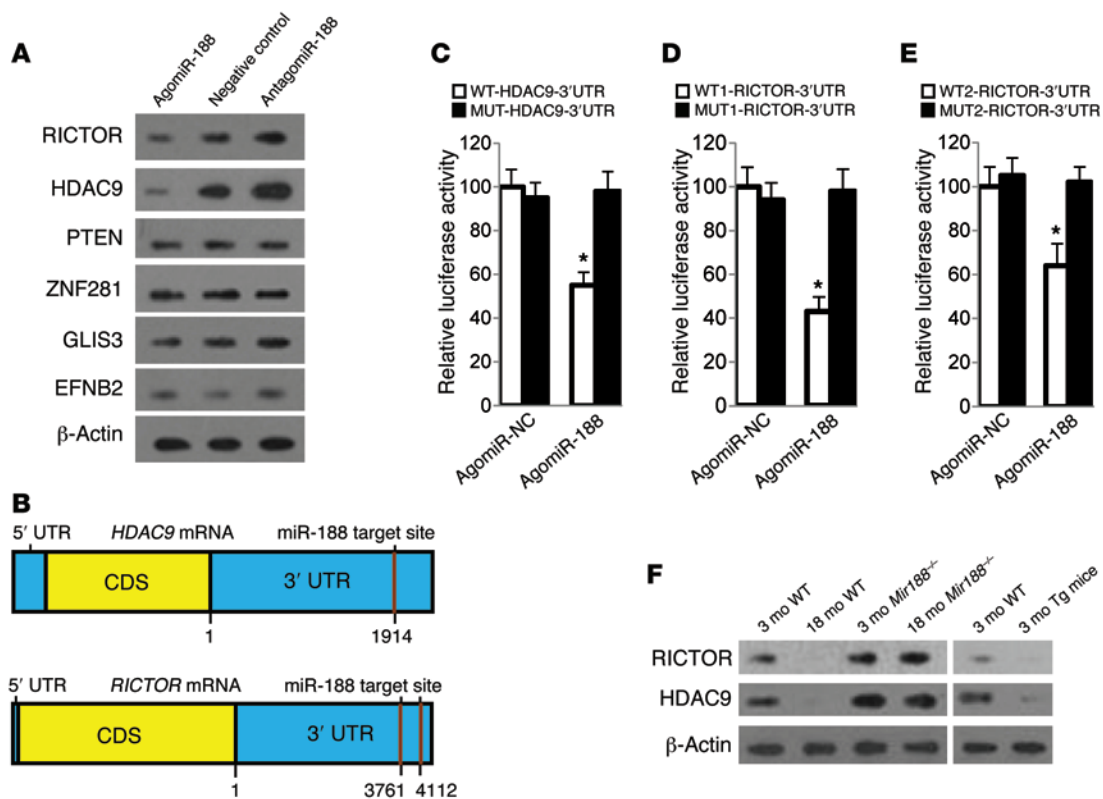 A
AgomiR-188
Negative control
AntagomiR-188
RICTOR
HDAC9
PTEN
ZNF281
GLIS3
EFNB2
β-Actin
B
5′ UTR HDAC9 mRNA miR-188 target site
CDS 3′ UTR
1 1914
5′ UTR RICTOR mRNA miR-188 target site
CDS 3′ UTR
1 3761 4112
C
WT-HDAC9-3′UTR
MUT-HDAC9-3′UTR
Relative luciferase activity
120
100
80
60
40
20
0
*
AgomiR-NC
AgomiR-188
D
WT1-RICTOR-3′UTR
MUT1-RICTOR-3′UTR
Relative luciferase activity
120
100
80
60
40
20
0
*
AgomiR-NC
AgomiR-188
E
WT2-RICTOR-3′UTR
MUT2-RICTOR-3′UTR
Relative luciferase activity
120
100
80
60
40
20
0
*
AgomiR-NC
AgomiR-188
F
3 mo WT
18 mo WT
3 mo Mir188-/-
18 mo Mir188-/-
3 mo WT
3 mo Tg mice
RICTOR
HDAC9
β-Actin